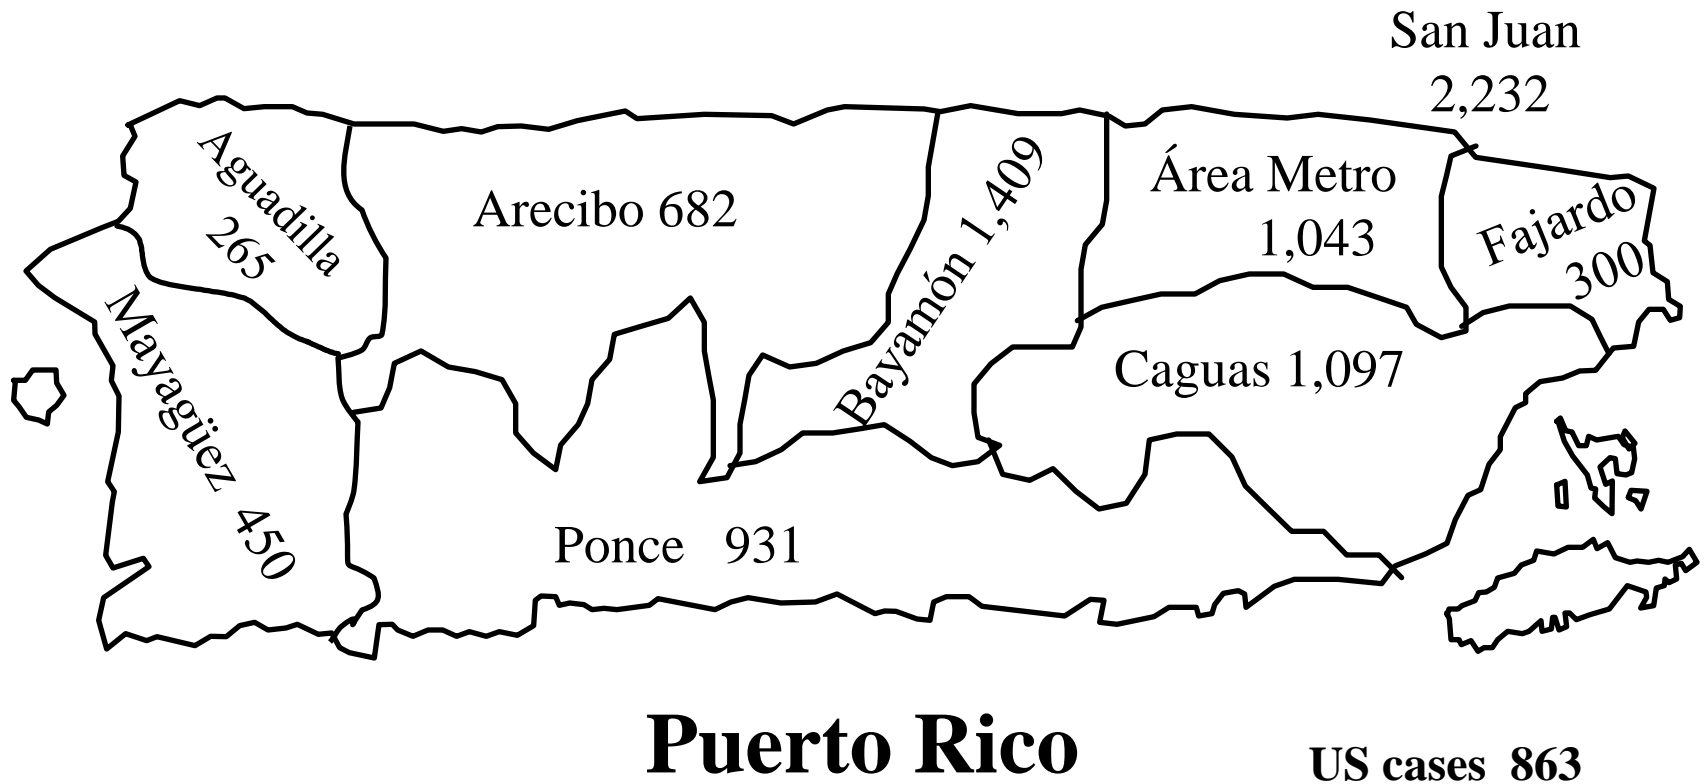 San Juan
2,232
Aguadilla
265
Arecibo 682
Bayamón 1,409
Área Metro
1,043
Fajardo
300
Mayagüez 450
Caguas 1,097
Ponce 931
Puerto Rico
US cases 863